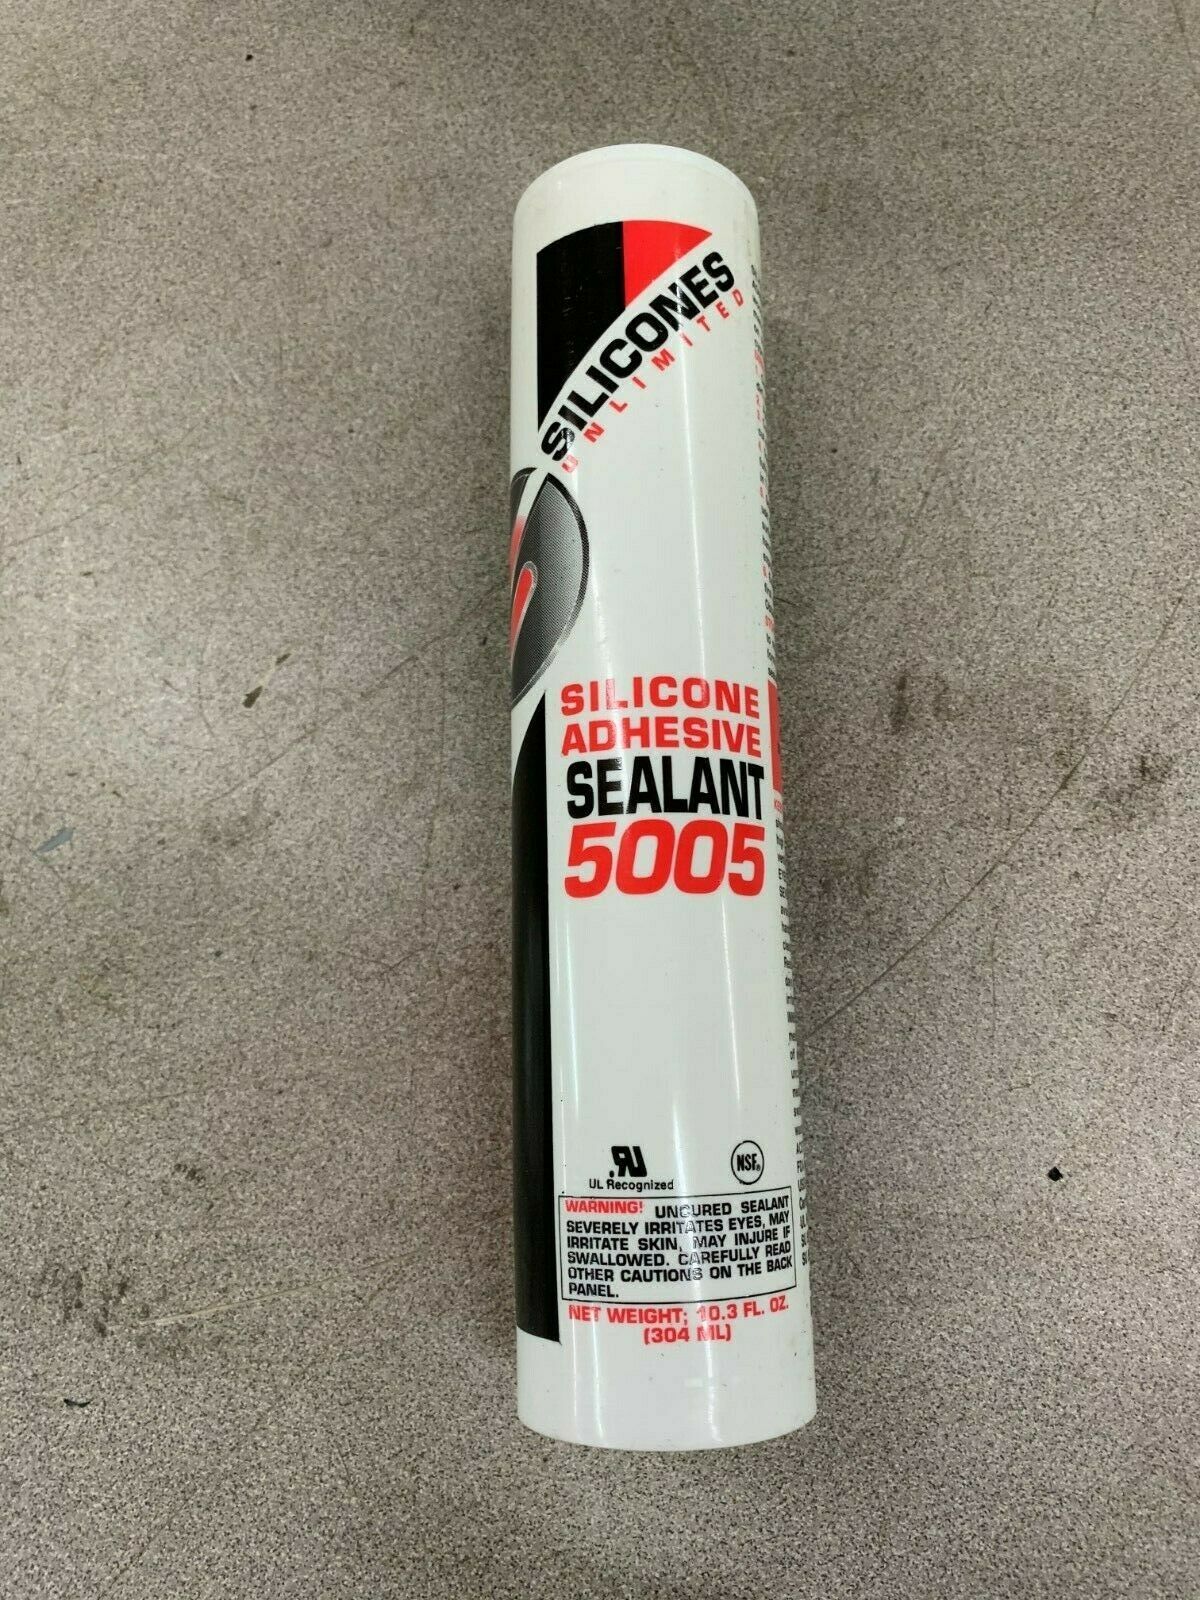 SILICONES
UNLIMITED
SILICONE
ADHESIVE
SEALANT
5005
UL Recognized
NSF®
WARNING! UNCURED SEALANT
SEVERELY IRRITATES EYES, MAY
IRRITATE SKIN, MAY INJURE IF
SWALLOWED. CAREFULLY READ
OTHER CAUTIONS ON THE BACK
PANEL.
NET WEIGHT; 10.3 FL. OZ.
(304 ML)